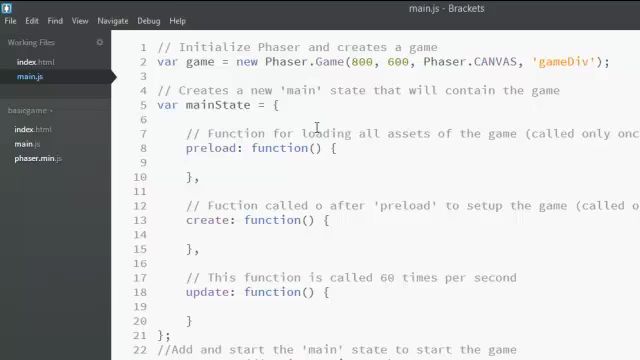 main.js - Brackets
File Edit Find View Navigate Debug Help
Working Files
index.html
main.js
basicgame
index.html
main.js
phaser.min.js
1 // Initialize Phaser and creates a game
2 var game = new Phaser.Game(800, 600, Phaser.CANVAS, 'gameDiv');
3
4 // Creates a new 'main' state that will contain the game
5 var mainState = {
6
7 // Function for loading all assets of the game (called only onc
8 preload: function() {
9
10 },
11
12 // Fuction called o after 'preload' to setup the game (called o
13 create: function() {
14
15 },
16
17 // This function is called 60 times per second
18 update: function() {
19
20 }
21 };
22 //Add and start the 'main' state to start the game